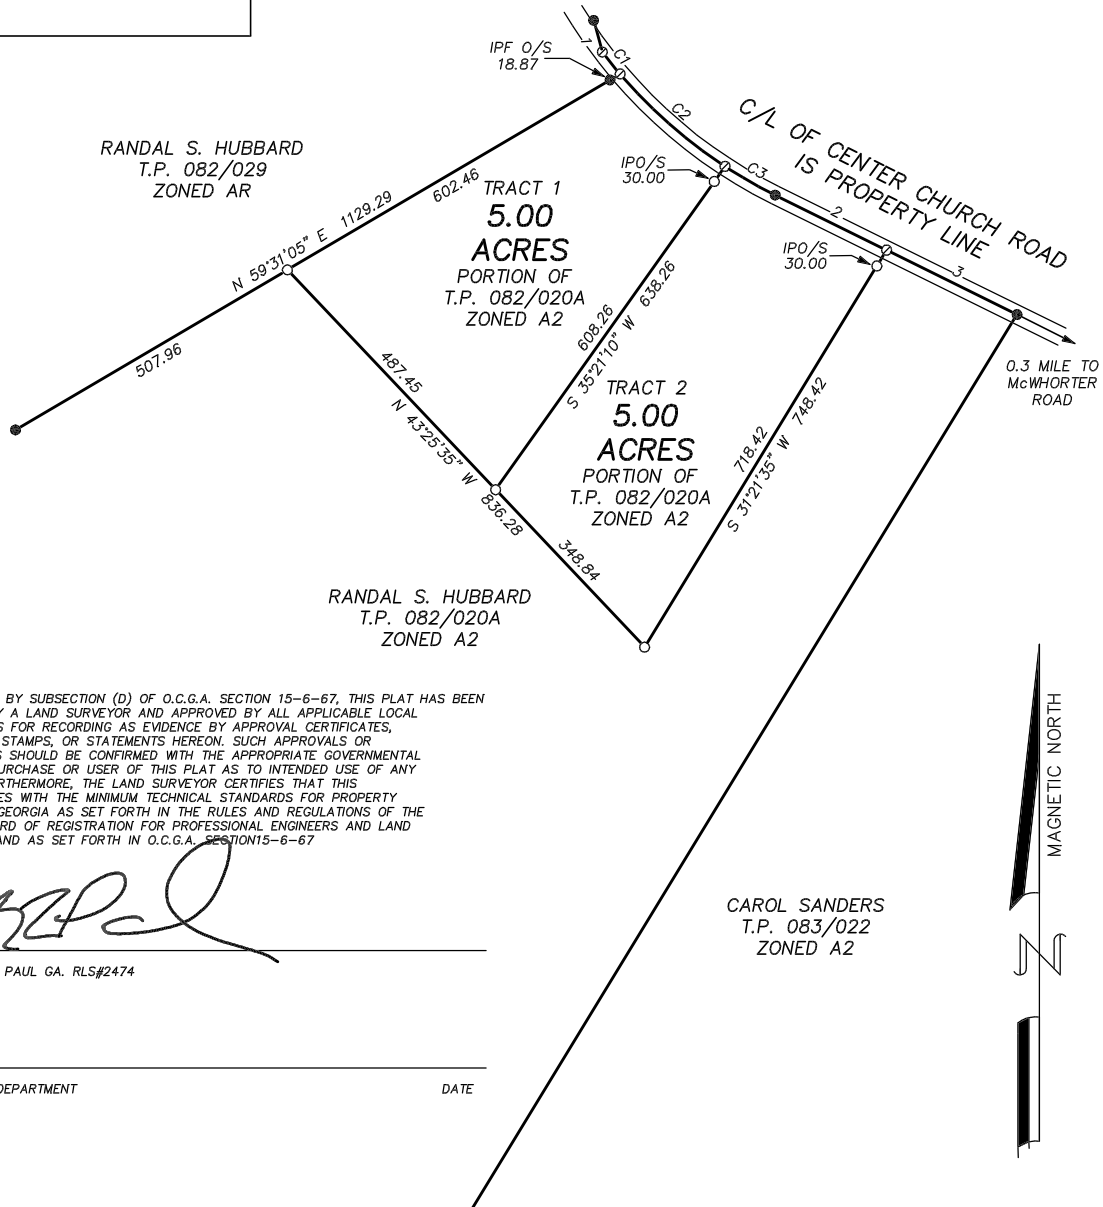 IPF O/S
18.87
1
C1
C2
C/L OF CENTER CHURCH ROAD
IS PROPERTY LINE
RANDAL S. HUBBARD
T.P. 082/029
ZONED AR
IPO/S
30.00
C3
2
N 59°31'05" E 1129.29
602.46
TRACT 1
5.00
ACRES
PORTION OF
T.P. 082/020A
ZONED A2
IPO/S
30.00
3
507.96
608.26
S 35°21'10" W 638.26
0.3 MILE TO
McWHORTER
ROAD
487.45
N 43°25'35" W 836.28
TRACT 2
5.00
ACRES
PORTION OF
T.P. 082/020A
ZONED A2
718.42
S 31°21'35" W 748.42
348.84
RANDAL S. HUBBARD
T.P. 082/020A
ZONED A2
BY SUBSECTION (D) OF O.C.G.A. SECTION 15-6-67, THIS PLAT HAS BEEN
Y A LAND SURVEYOR AND APPROVED BY ALL APPLICABLE LOCAL
S FOR RECORDING AS EVIDENCE BY APPROVAL CERTIFICATES,
STAMPS, OR STATEMENTS HEREON. SUCH APPROVALS OR
S SHOULD BE CONFIRMED WITH THE APPROPRIATE GOVERNMENTAL
URCHASE OR USER OF THIS PLAT AS TO INTENDED USE OF ANY
RTHERMORE, THE LAND SURVEYOR CERTIFIES THAT THIS
ES WITH THE MINIMUM TECHNICAL STANDARDS FOR PROPERTY
GEORGIA AS SET FORTH IN THE RULES AND REGULATIONS OF THE
RD OF REGISTRATION FOR PROFESSIONAL ENGINEERS AND LAND
AND AS SET FORTH IN O.C.G.A. SECTION15-6-67
PAUL GA. RLS#2474
DEPARTMENT DATE
CAROL SANDERS
T.P. 083/022
ZONED A2
MAGNETIC NORTH
N